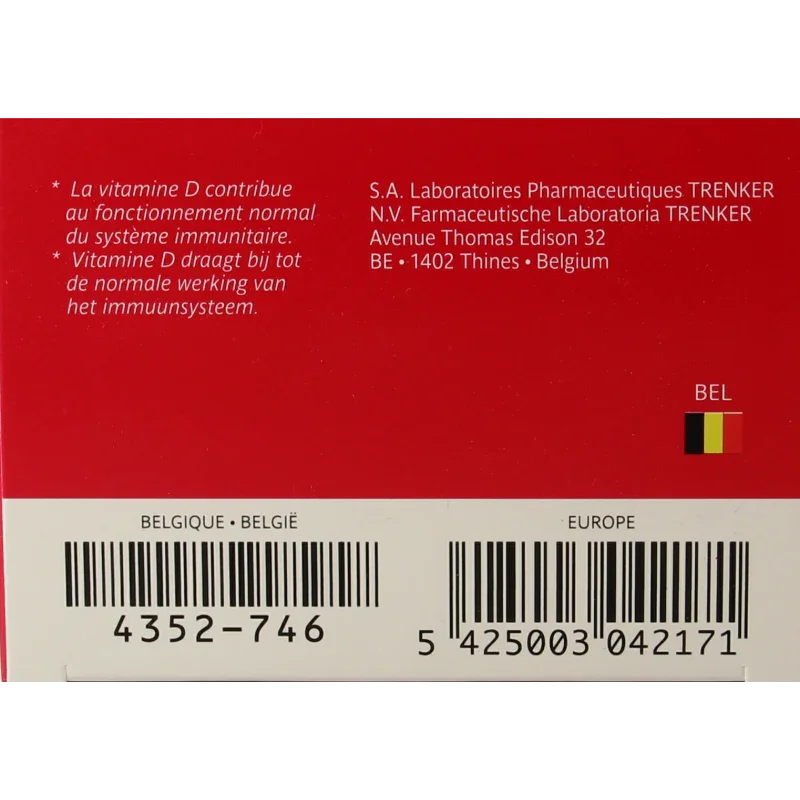 * La vitamine D contribue
au fonctionnement normal
du système immunitaire.
* Vitamine D draagt bij tot
de normale werking van
het immuunsysteem.
S.A. Laboratoires Pharmaceutiques TRENKER
N.V. Farmaceutische Laboratoria TRENKER
Avenue Thomas Edison 32
BE • 1402 Thines • Belgium
BEL
BELGIQUE • BELGIË
4352-746
EUROPE
5 425003 042171